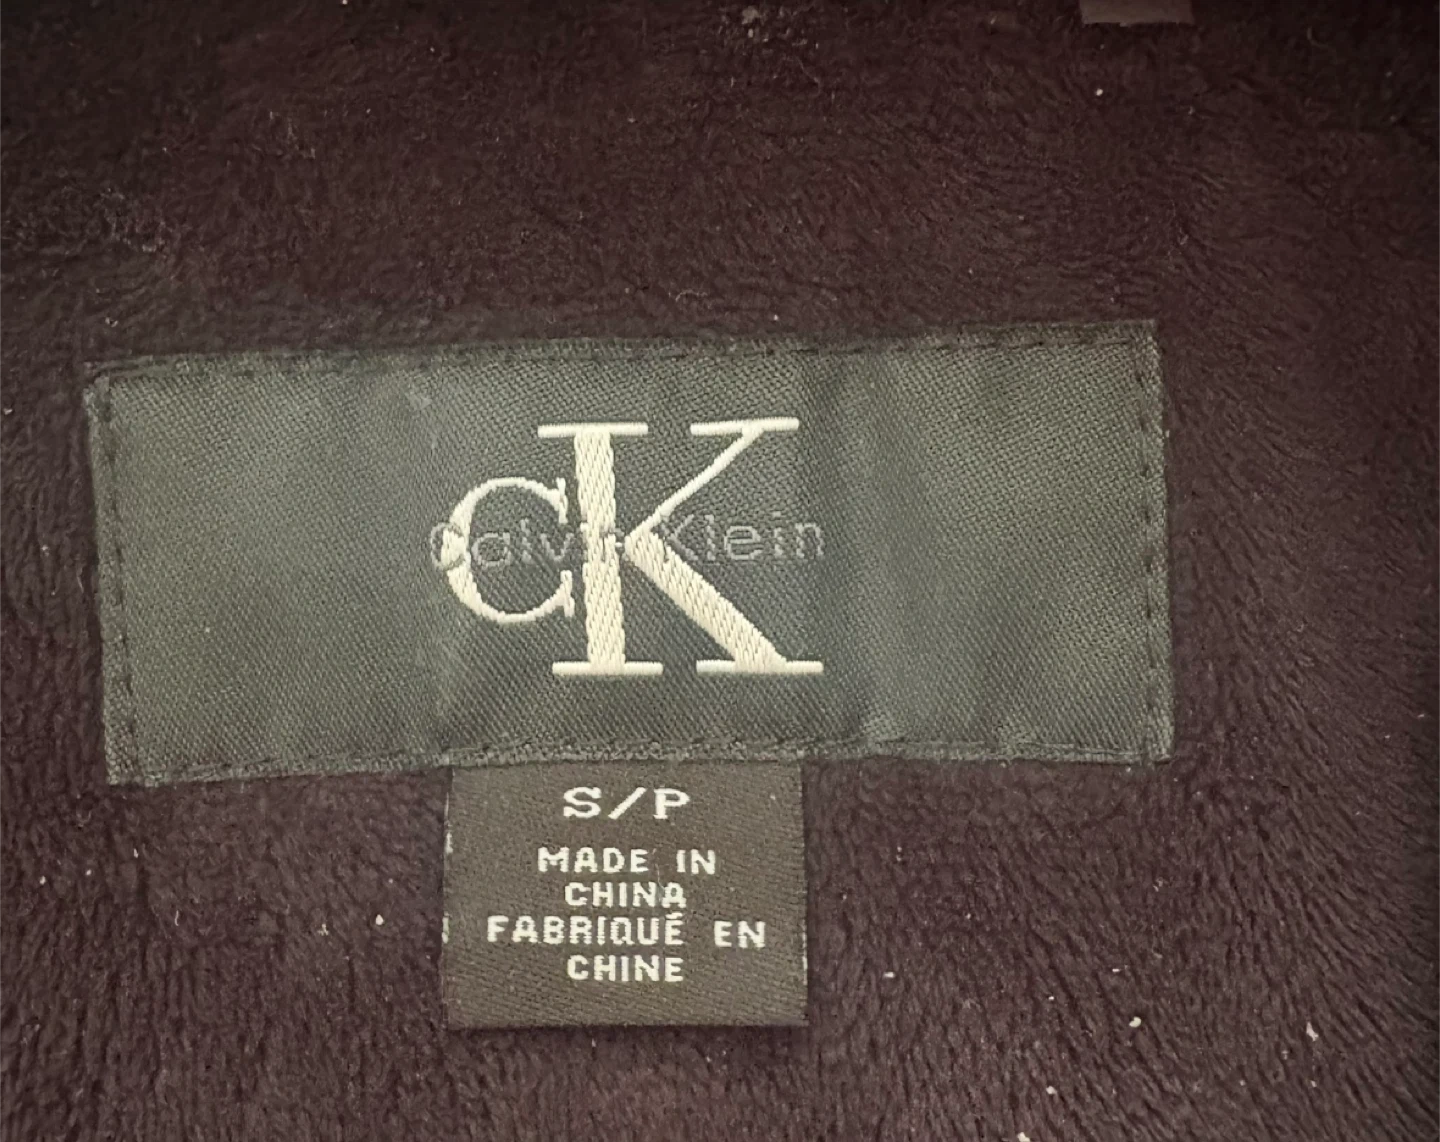 cK
Calvin Klein
S/P
MADE IN
CHINA
FABRIQUÉ EN
CHINE